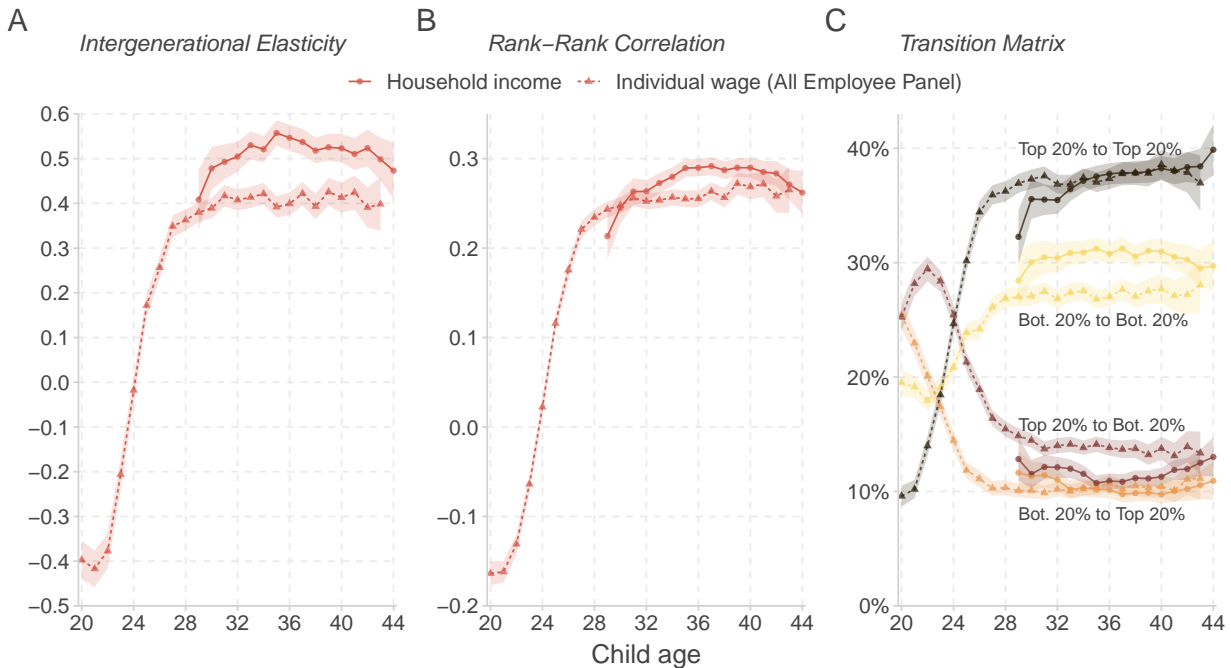 A
Intergenerational Elasticity
B
Rank−Rank Correlation
C
Transition Matrix
Household income
Individual wage (All Employee Panel)
0.6
0.5
0.4
0.3
0.2
0.1
0.0
−0.1
−0.2
−0.3
−0.4
−0.5
20 24 28 32 36 40 44
0.3
0.2
0.1
0.0
−0.1
−0.2
20 24 28 32 36 40 44
Child age
40%
30%
20%
10%
0%
Top 20% to Top 20%
Bot. 20% to Bot. 20%
Top 20% to Bot. 20%
Bot. 20% to Top 20%
20 24 28 32 36 40 44